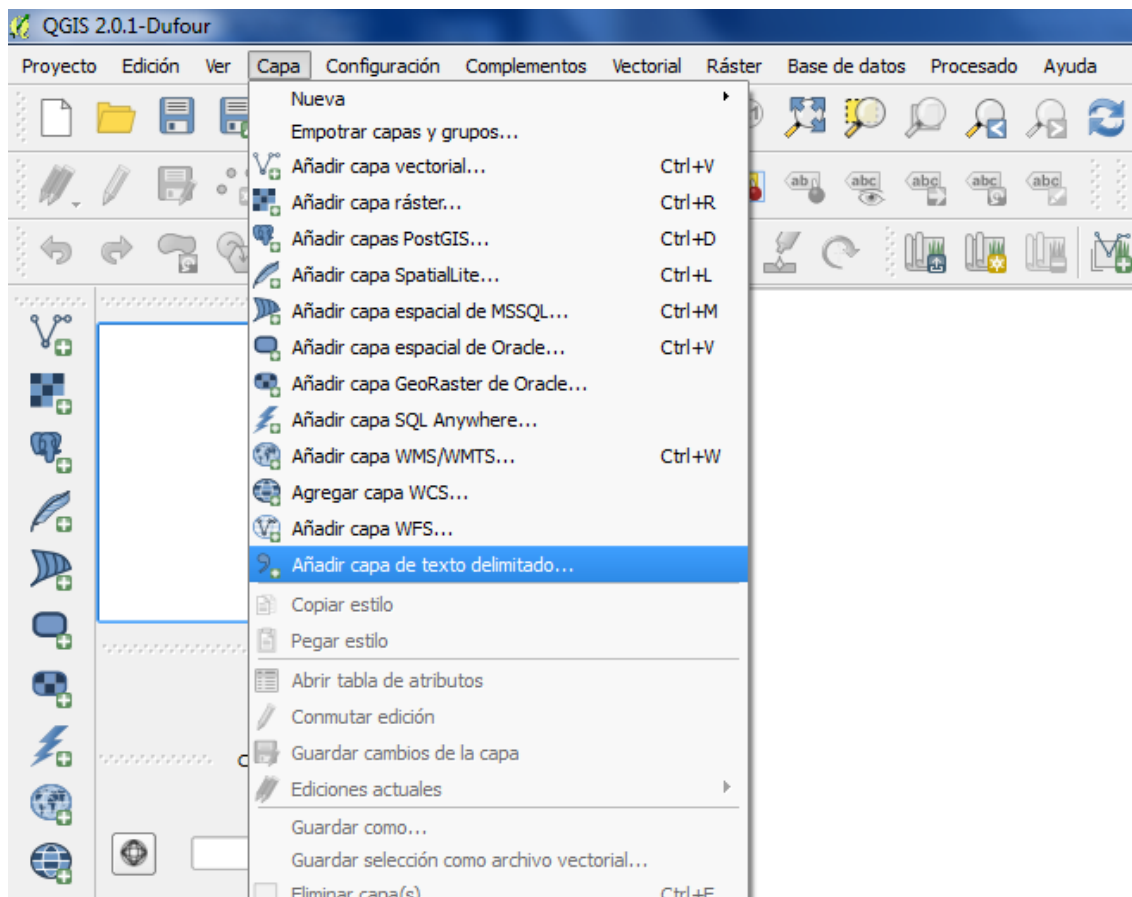 QGIS 2.0.1-Dufour
Proyecto Edición Ver Capa Configuración Complementos Vectorial Ráster Base de datos Procesado Ayuda
Nueva
Empotrar capas y grupos...
Añadir capa vectorial... Ctrl+V
Añadir capa ráster... Ctrl+R
Añadir capas PostGIS... Ctrl+D
Añadir capa SpatialLite... Ctrl+L
Añadir capa espacial de MSSQL... Ctrl+M
Añadir capa espacial de Oracle... Ctrl+V
Añadir capa GeoRaster de Oracle...
Añadir capa SQL Anywhere...
Añadir capa WMS/WMTS... Ctrl+W
Agregar capa WCS...
Añadir capa WFS...
Añadir capa de texto delimitado...
Copiar estilo
Pegar estilo
Abrir tabla de atributos
Conmutar edición
Guardar cambios de la capa
Ediciones actuales
Guardar como...
Guardar selección como archivo vectorial...
Eliminar capa(s)